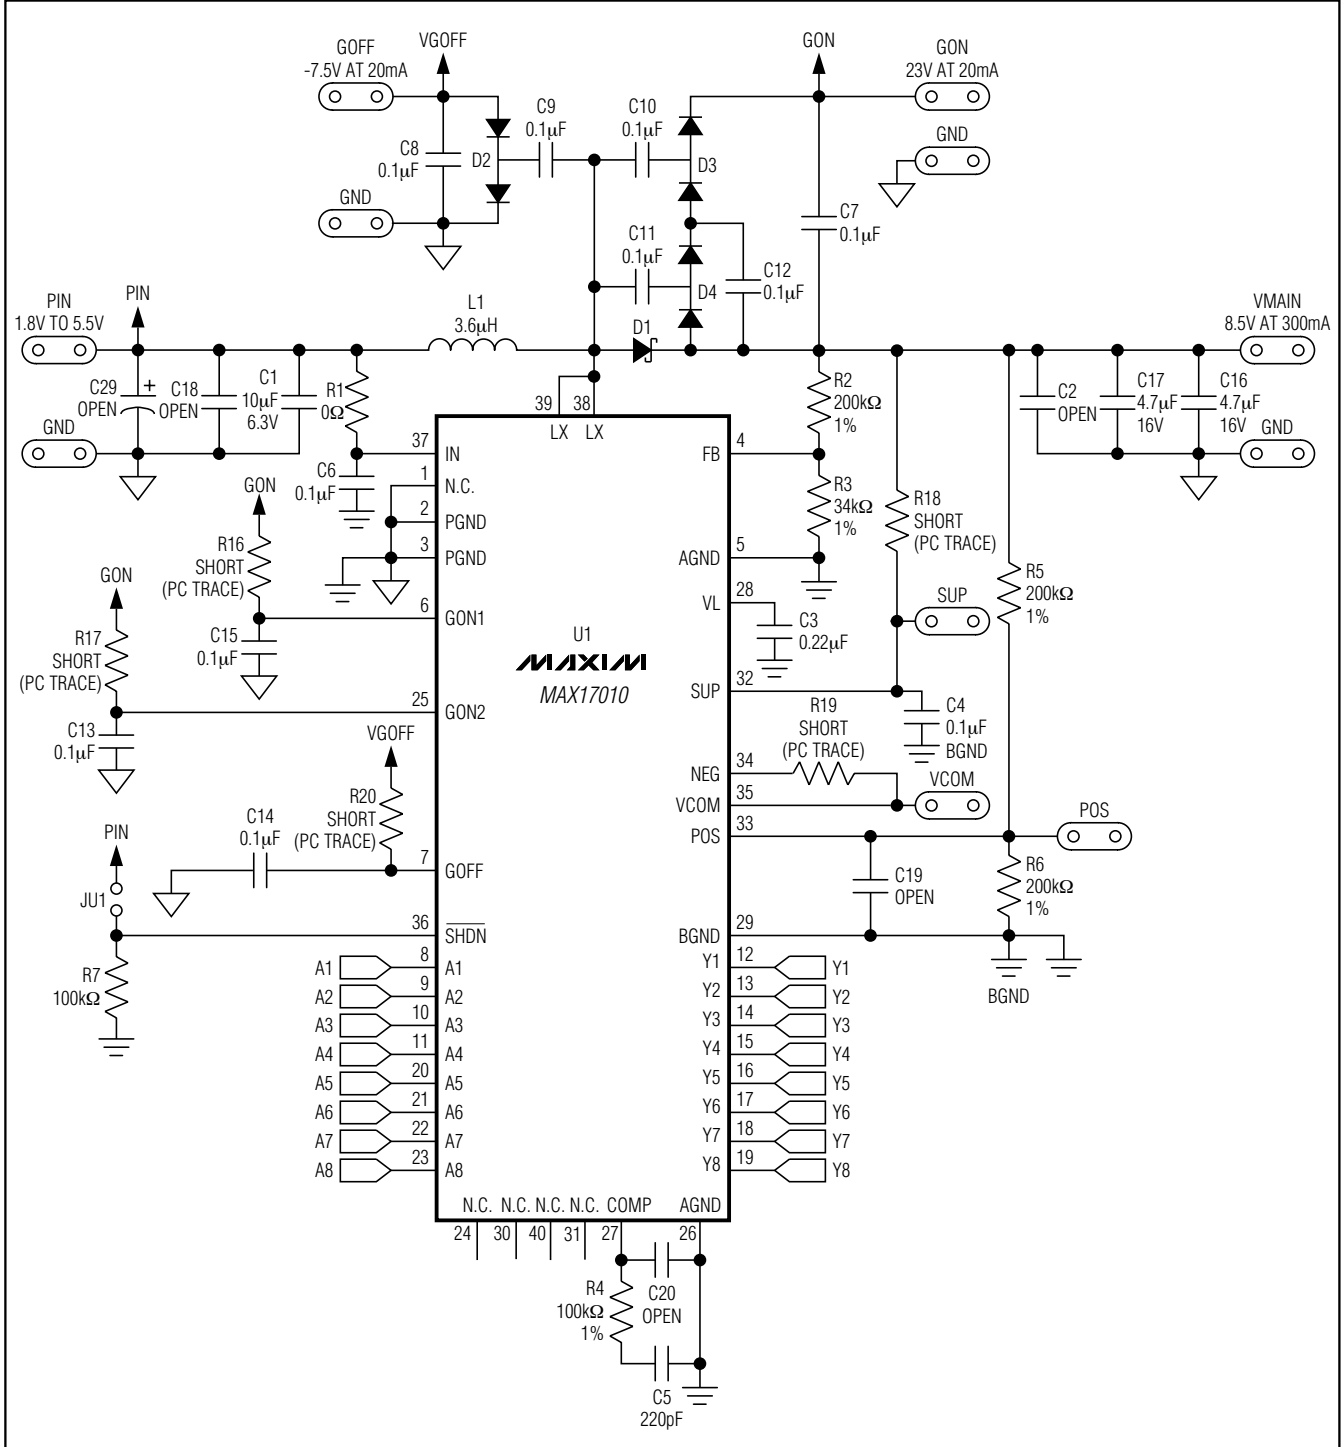 GOFF
-7.5V AT 20mA
VGOFF
GON
GON
23V AT 20mA
C9
0.1µF
C10
0.1µF
C8
0.1µF
D2
D3
GND
GND
C7
0.1µF
C11
0.1µF
D4
C12
0.1µF
PIN
1.8V TO 5.5V
PIN
L1
3.6µH
D1
VMAIN
8.5V AT 300mA
C29
OPEN
+
C18
OPEN
C1
10µF
6.3V
R1
0Ω
R2
200kΩ
1%
C2
OPEN
C17
4.7µF
16V
C16
4.7µF
16V
GND
GND
39
38
LX
LX
37
IN
4
FB
C6
0.1µF
1
N.C.
2
PGND
3
PGND
R3
34kΩ
1%
5
AGND
R18
SHORT
(PC TRACE)
GON
R16
SHORT
(PC TRACE)
R5
200kΩ
1%
28
VL
C3
0.22µF
SUP
GON
R17
SHORT
(PC TRACE)
6
GON1
C15
0.1µF
U1
MAXIM
MAX17010
32
SUP
C4
0.1µF
BGND
25
GON2
C13
0.1µF
R19
SHORT
(PC TRACE)
VGOFF
34
NEG
35
VCOM
VCOM
33
POS
POS
R20
SHORT
(PC TRACE)
C14
0.1µF
7
GOFF
PIN
JU1
C19
OPEN
R6
200kΩ
1%
36
SHDN
29
BGND
BGND
R7
100kΩ
A1 8 A1
A2 9 A2
A3 10 A3
A4 11 A4
A5 20 A5
A6 21 A6
A7 22 A7
A8 23 A8
Y1 12 Y1
Y2 13 Y2
Y3 14 Y3
Y4 15 Y4
Y5 16 Y5
Y6 17 Y6
Y7 18 Y7
Y8 19 Y8
N.C. N.C. N.C. N.C. COMP AGND
24 30 40 31 27 26
R4
100kΩ
1%
C20
OPEN
C5
220pF